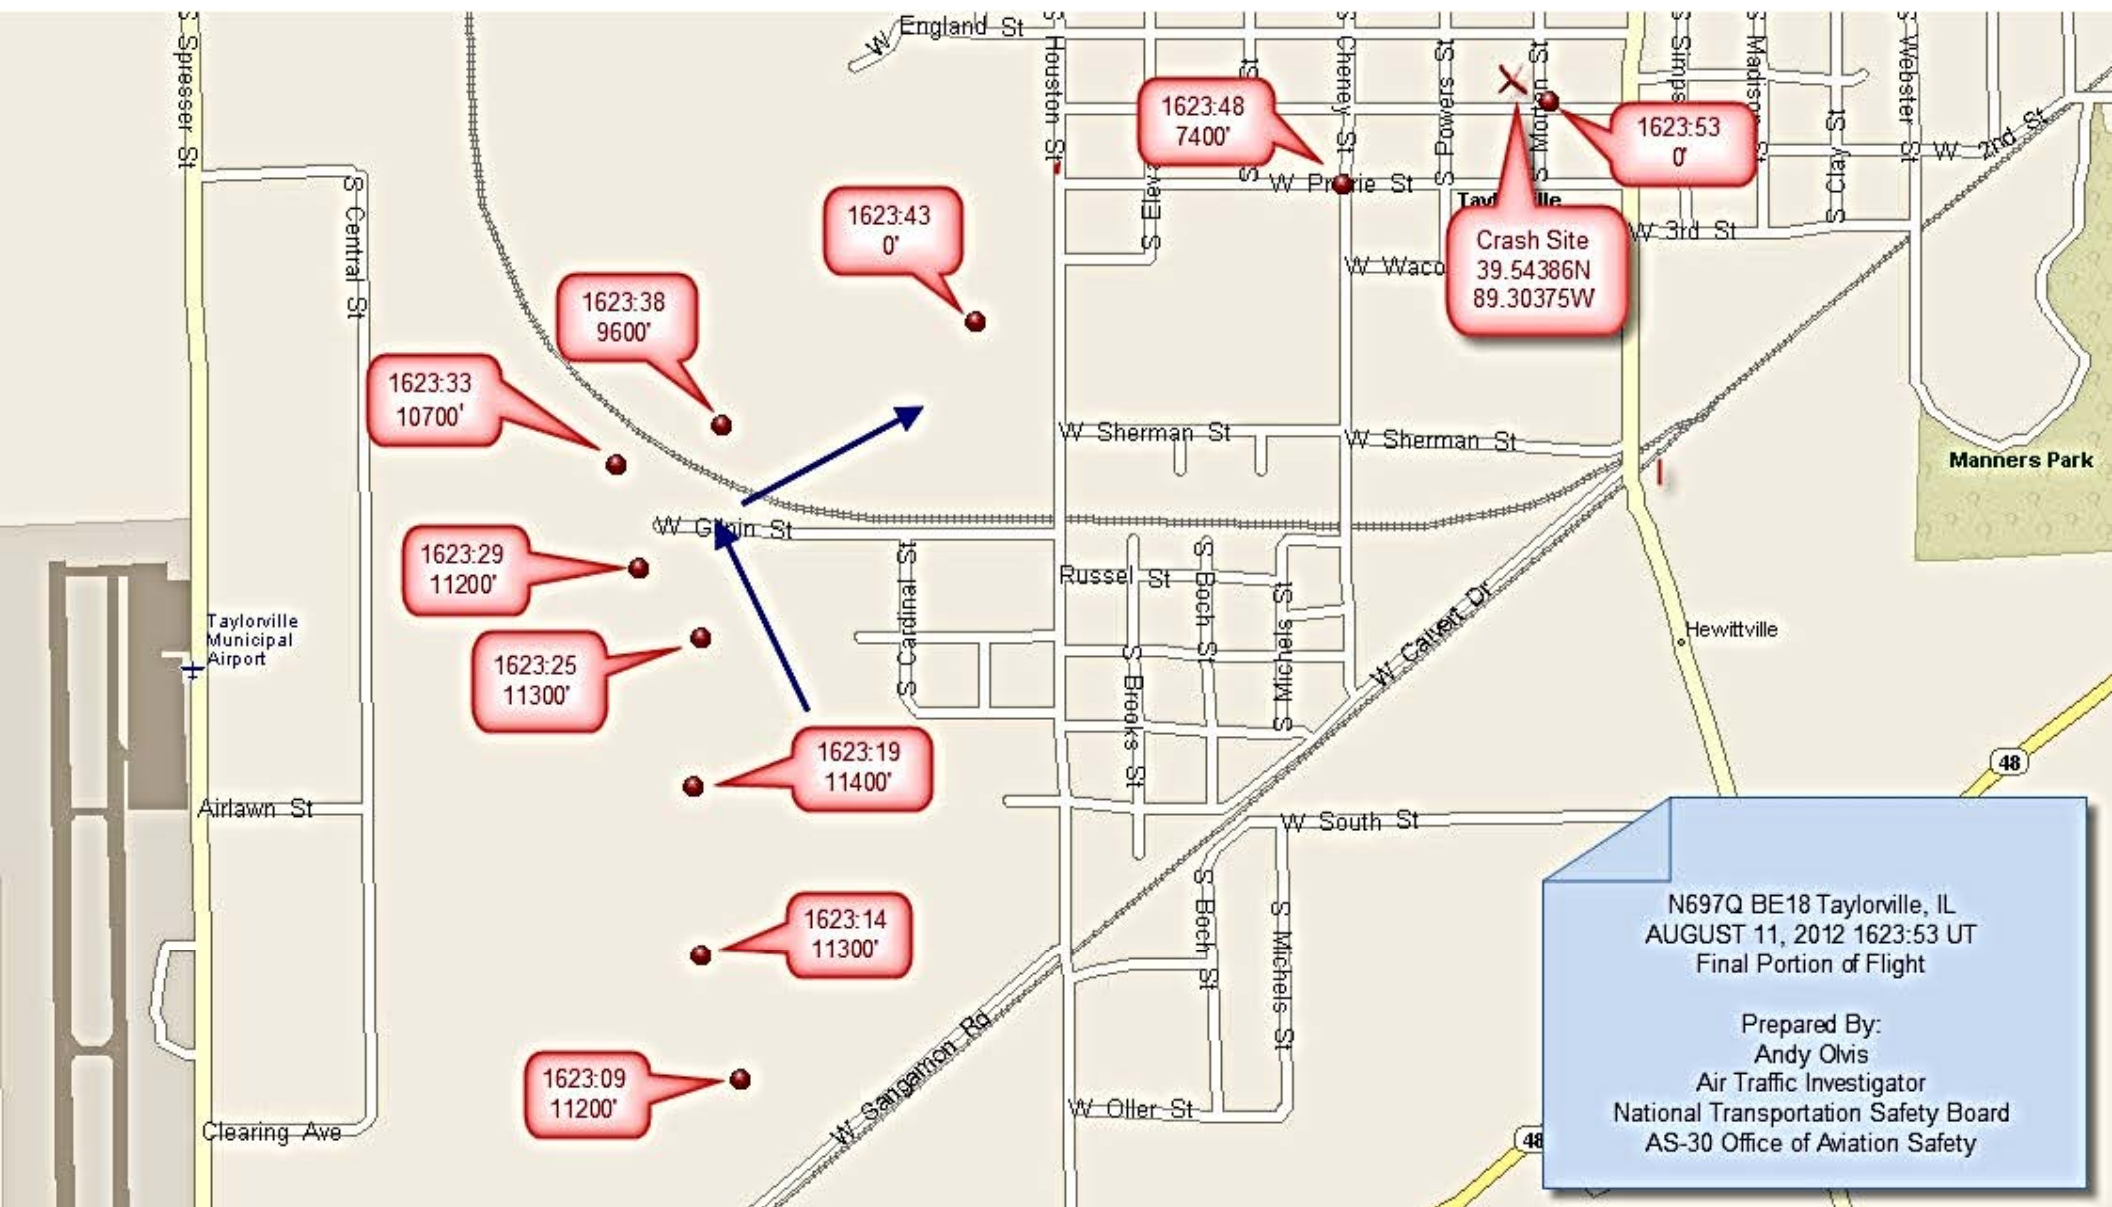 W England St
S Spresser St
S Houston St
S Cheney St
S Powers St
S Simps
S Madison St
S Webster St
1623:48
7400'
1623:53
0'
S Clay St
W 2nd St
W Pr rie St
S Elev
S Central St
1623:43
0'
W 3rd St
Crash Site
39.54386N
89.30375W
W Waco
1623:38
9600'
1623:33
10700'
W Sherman St
W Sherman St
Manners Park
W G pin St
1623:29
11200'
Russel St
S Cardinal St
S Boch St
S Michels St
W Calvert Dr
Hewittville
Taylorville
Municipal
Airport
1623:25
11300'
S Brooks St
1623:19
11400'
48
Airlawn St
W South St
1623:14
11300'
S Boch St
S Michels St
N697Q BE18 Taylorville, IL
AUGUST 11, 2012 1623:53 UT
Final Portion of Flight
Prepared By:
Andy Olvis
Air Traffic Investigator
National Transportation Safety Board
AS-30 Office of Aviation Safety
W Sangamon Rd
1623:09
11200'
W Oller St
Clearing Ave
48